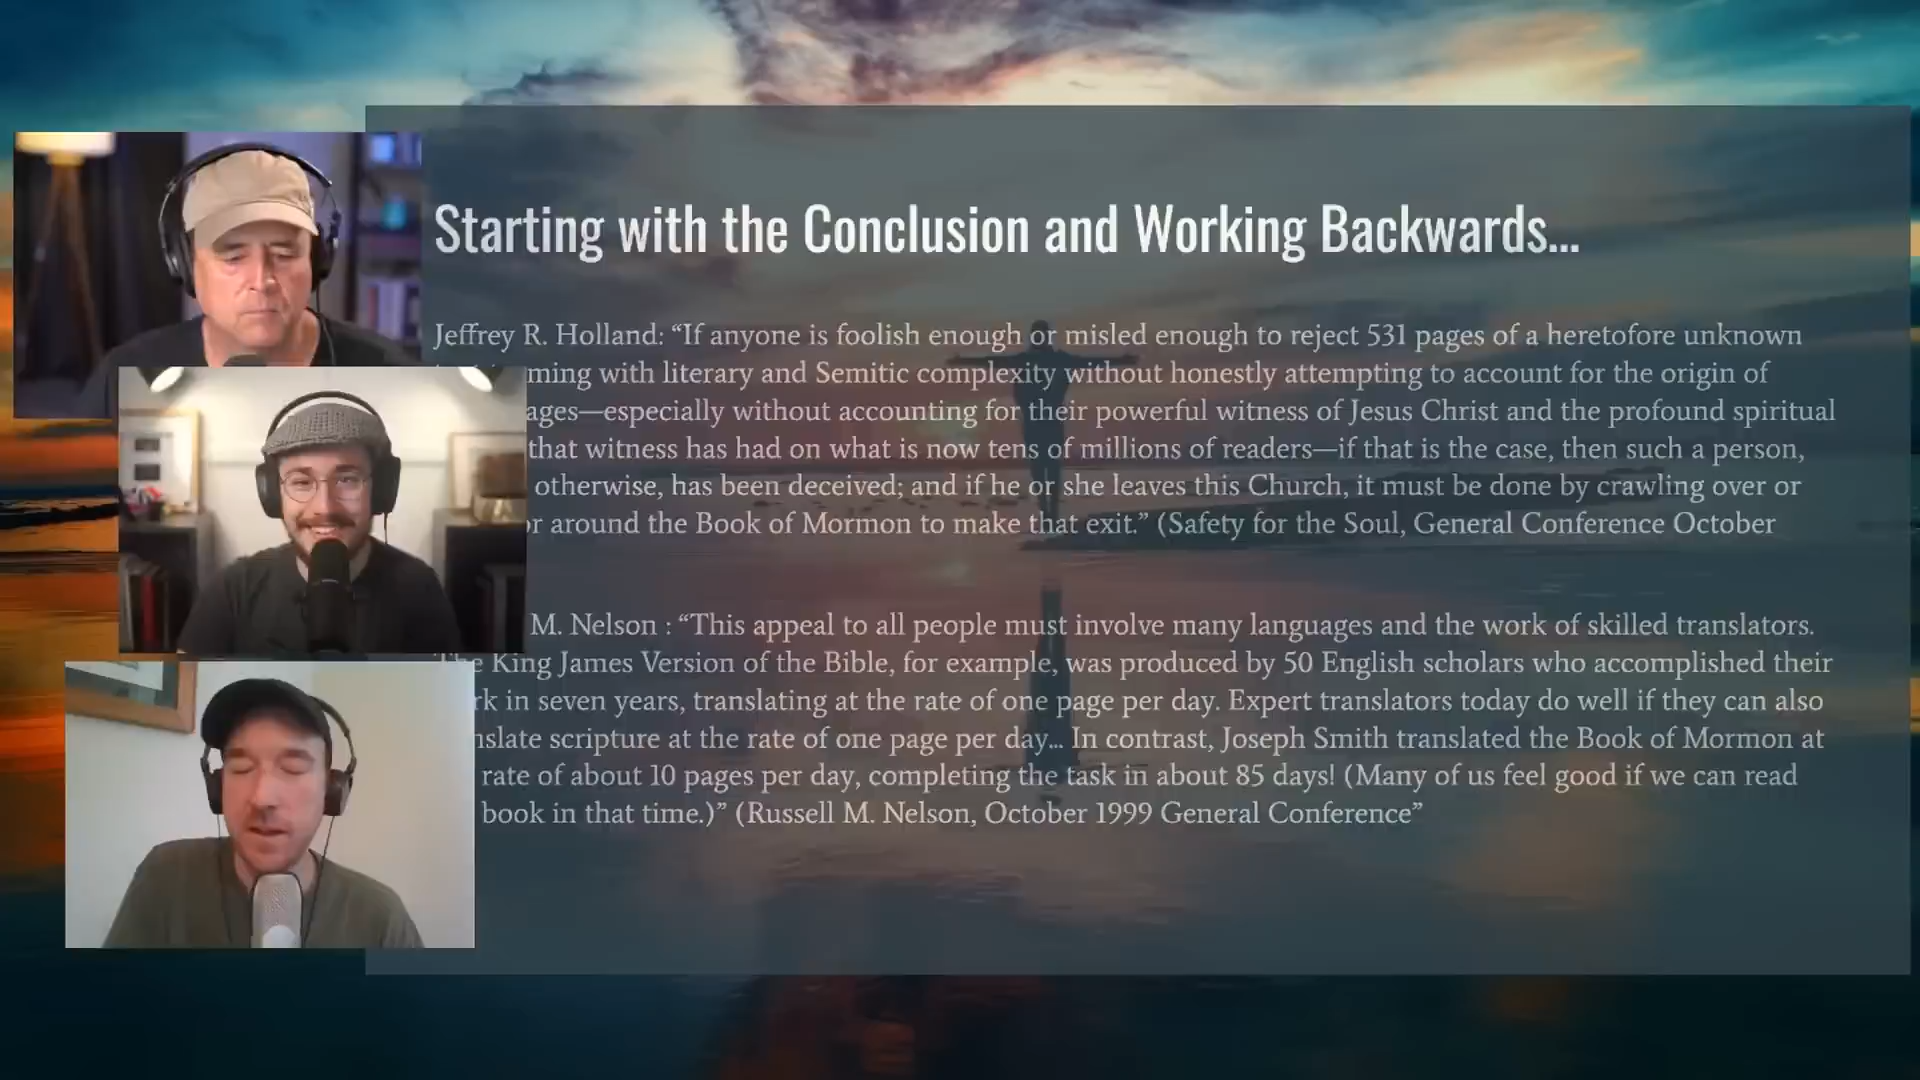 Starting with the Conclusion and Working Backwards...
Jeffrey R. Holland: “If anyone is foolish enough or misled enough to reject 531 pages of a heretofore unknown
ming with literary and Semitic complexity without honestly attempting to account for the origin of
ages—especially without accounting for their powerful witness of Jesus Christ and the profound spiritual
that witness has had on what is now tens of millions of readers—if that is the case, then such a person,
otherwise, has been deceived; and if he or she leaves this Church, it must be done by crawling over or
or around the Book of Mormon to make that exit.” (Safety for the Soul, General Conference October
M. Nelson : “This appeal to all people must involve many languages and the work of skilled translators.
The King James Version of the Bible, for example, was produced by 50 English scholars who accomplished their
rk in seven years, translating at the rate of one page per day. Expert translators today do well if they can also
nslate scripture at the rate of one page per day... In contrast, Joseph Smith translated the Book of Mormon at
rate of about 10 pages per day, completing the task in about 85 days! (Many of us feel good if we can read
book in that time.)” (Russell M. Nelson, October 1999 General Conference”